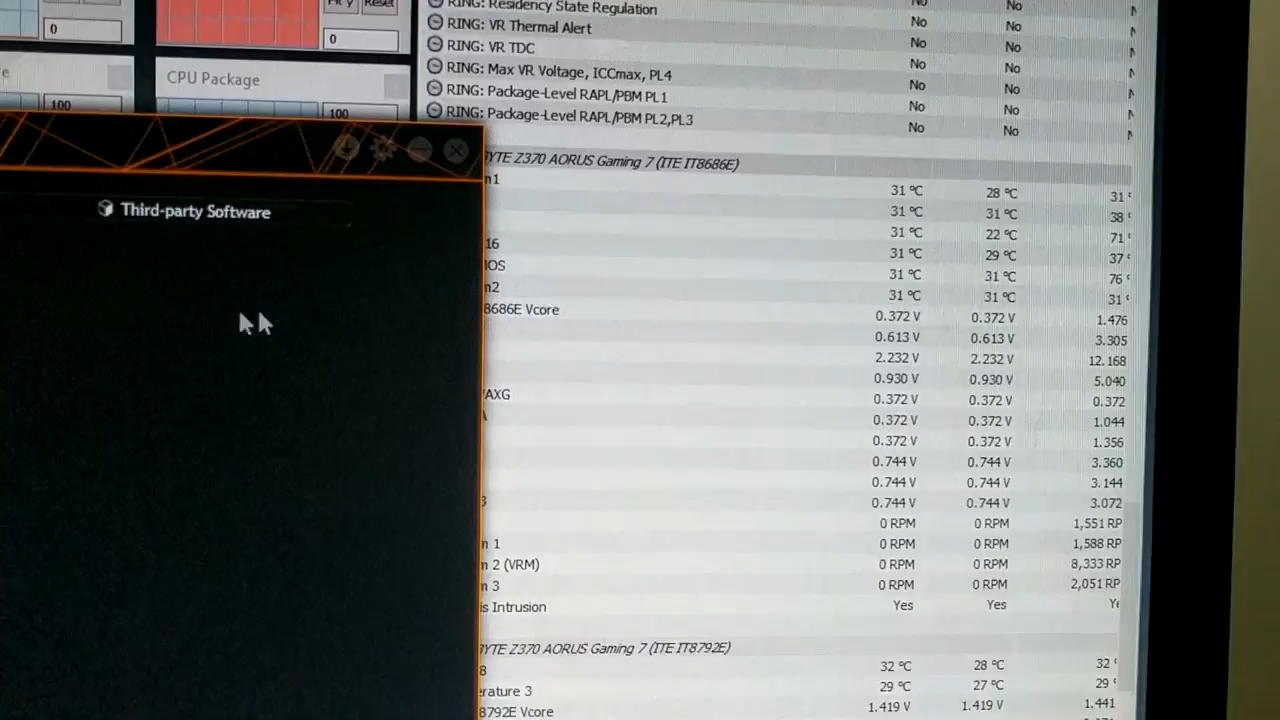 Fit y Reset
0
0
e
CPU Package
100
100
RING: Residency State Regulation No No
RING: VR Thermal Alert No No
RING: VR TDC No No
RING: Max VR Voltage, ICCmax, PL4 No No
RING: Package-Level RAPL/PBM PL1 No No
RING: Package-Level RAPL/PBM PL2,PL3 No No
Third-party Software
YTE Z370 AORUS Gaming 7 (ITE IT8686E)
n1 31 °C 28 °C 31 °
31 °C 31 °C 38 °
31 °C 22 °C 71 °
16 31 °C 29 °C 37 °
IOS 31 °C 31 °C 76 °
n2 31 °C 31 °C 31 °
8686E Vcore 0.372 V 0.372 V 1.476
0.613 V 0.613 V 3.305
2.232 V 2.232 V 12.168
0.930 V 0.930 V 5.040
/AXG 0.372 V 0.372 V 0.372
0.372 V 0.372 V 1.044
0.372 V 0.372 V 1.356
0.744 V 0.744 V 3.360
0.744 V 0.744 V 3.144
3 0.744 V 0.744 V 3.072
0 RPM 0 RPM 1,551 RP
n 1 0 RPM 0 RPM 1,588 RP
n 2 (VRM) 0 RPM 0 RPM 8,333 RP
n 3 0 RPM 0 RPM 2,051 RP
is Intrusion Yes Yes Ye
YTE Z370 AORUS Gaming 7 (ITE IT8792E)
8 32 °C 28 °C 32 °
erature 3 29 °C 27 °C 29 °
8792E Vcore 1.419 V 1.419 V 1.441